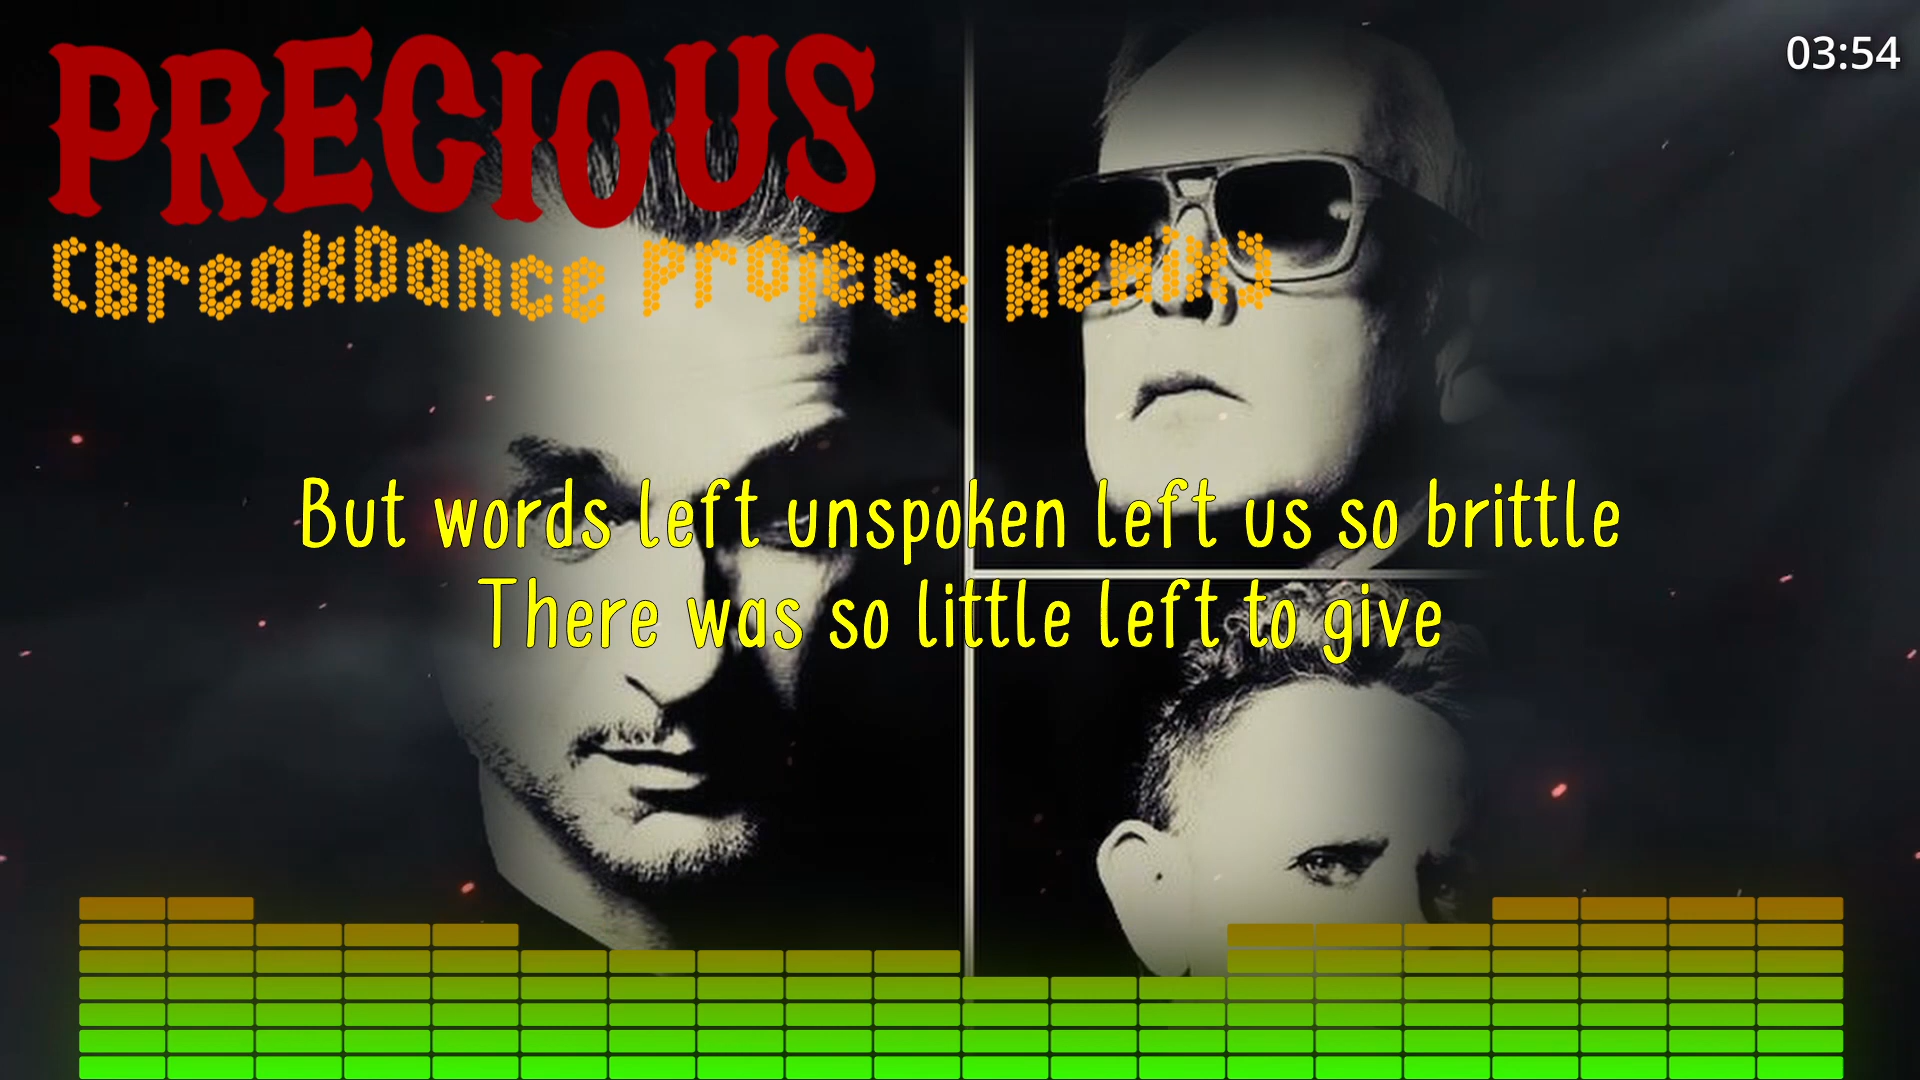 PRECIOUS
03:54
(BreakDance Project Remix)
But words left unspoken left us so brittle
There was so little left to give